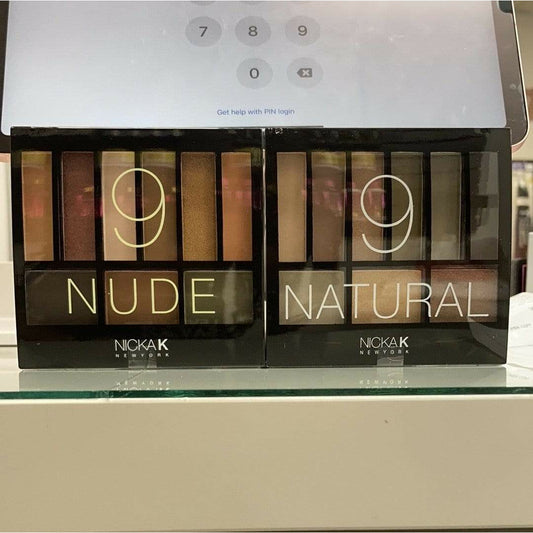 7 8 9
0
Get help with PIN login
9
NUDE
NICKA K
NEW YORK
9
NATURAL
NICKA K
NEW YORK